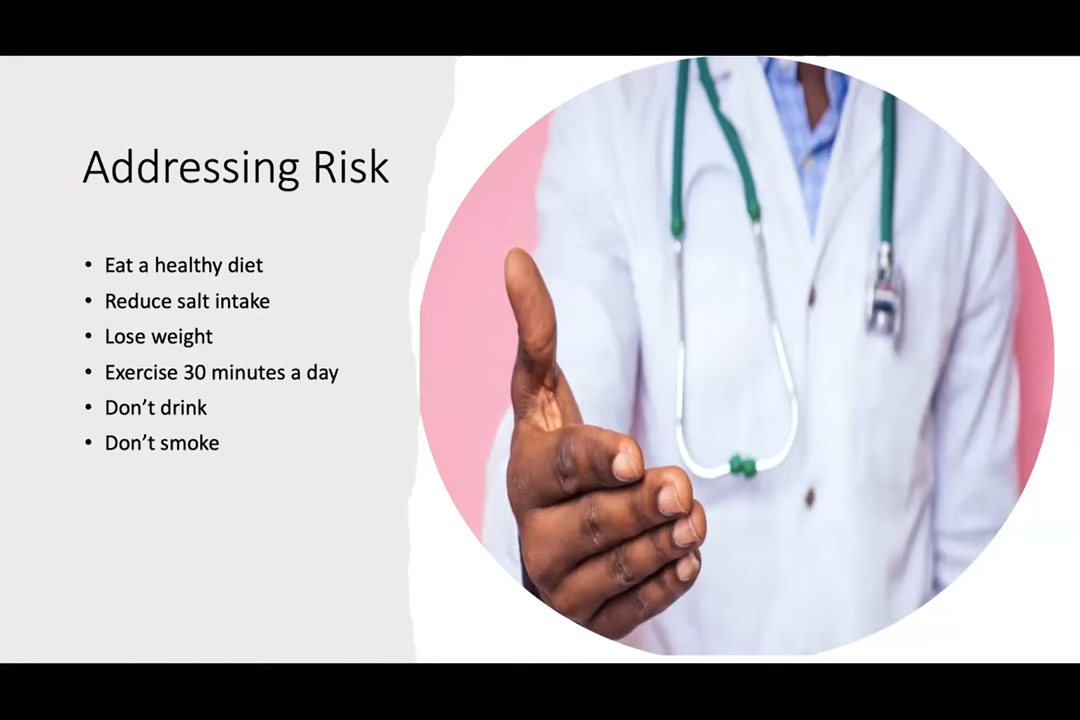 Addressing Risk
• Eat a healthy diet
• Reduce salt intake
• Lose weight
• Exercise 30 minutes a day
• Don’t drink
• Don’t smoke